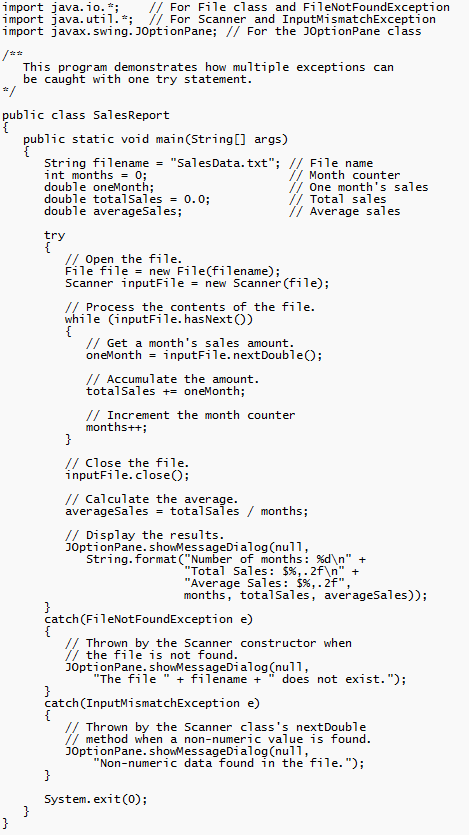 import java.io.*;    // For File class and FileNotFoundException
import java.util.*;  // For Scanner and InputMismatchException
import javax.swing.JOptionPane; // For the JOptionPane class
/**
   This program demonstrates how multiple exceptions can
   be caught with one try statement.
*/
public class SalesReport
{
   public static void main(String[] args)
   {
      String filename = "SalesData.txt"; // File name
      int months = 0;                    // Month counter
      double oneMonth;                   // One month's sales
      double totalSales = 0.0;           // Total sales
      double averageSales;               // Average sales
      try
      {
         // Open the file.
         File file = new File(filename);
         Scanner inputFile = new Scanner(file);
         // Process the contents of the file.
         while (inputFile.hasNext())
         {
            // Get a month's sales amount.
            oneMonth = inputFile.nextDouble();
            // Accumulate the amount.
            totalSales += oneMonth;
            // Increment the month counter
            months++;
         }
         // Close the file.
         inputFile.close();
         // Calculate the average.
         averageSales = totalSales / months;
         // Display the results.
         JOptionPane.showMessageDialog(null,
            String.format("Number of months: %d\n" +
                          "Total Sales: $%,.2f\n" +
                          "Average Sales: $%,.2f",
                          months, totalSales, averageSales));
      }
      catch(FileNotFoundException e)
      {
         // Thrown by the Scanner constructor when
         // the file is not found.
         JOptionPane.showMessageDialog(null,
             "The file " + filename + " does not exist.");
      }
      catch(InputMismatchException e)
      {
         // Thrown by the Scanner class's nextDouble
         // method when a non-numeric value is found.
         JOptionPane.showMessageDialog(null,
             "Non-numeric data found in the file.");
      }
      System.exit(0);
   }
}